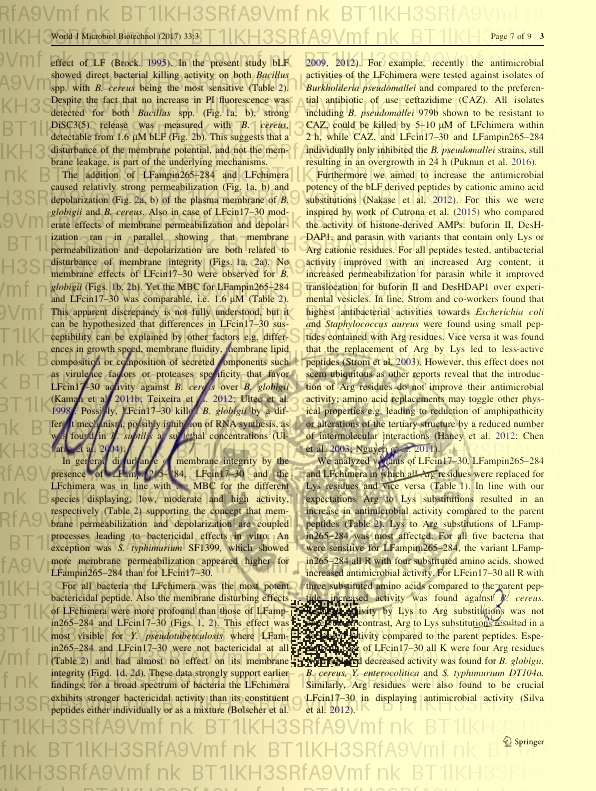 World J Microbiol Biotechnol (2017) 33:3
Page 7 of 9 3
effect of LF (Brock. 1995). In the present study bLF
showed direct bacterial killing activity on both Bacillus
spp. with B. cereus being the most sensitive (Table 2).
Despite the fact that no increase in PI fluorescence was
detected for both Bacillus spp. (Fig. 1a, b), strong
DiSC3(5) release was measured with B. cereus,
detectable from 1.6 µM bLF (Fig. 2b). This suggests that a
disturbance of the membrane potential, and not the mem-
brane leakage, is part of the underlying mechanisms.
The addition of LFampin265–284 and LFchimera
caused relativly strong permeabilization (Fig. 1a, b) and
depolarization (Fig. 2a, b) of the plasma membrane of B.
globigii and B. cereus. Also in case of LFcin17–30 mod-
erate effects of membrane permeabilization and depolar-
ization ran in parallel showing that membrane
permeabilization and depolarization are both related to
disturbance of membrane integrity (Figs. 1a, 2a). No
membrane effects of LFcin17–30 were observed for B.
globigii (Figs. 1b, 2b). Yet the MBC for LFampin265–284
and LFcin17–30 was comparable, i.e. 1.6 µM (Table 2).
This apparent discrepancy is not fully understood, but it
can be hypothesized that differences in LFcin17–30 sus-
ceptibility can be explained by other factors e.g. differ-
ences in growth speed, membrane fluidity, membrane lipid
composition or composition of secreted components such
as virulence factors or proteases specificity that favor
LFcin17–30 activity against B. cereus over B. globigii
(Kamal et al. 2011b; Teixeira et al. 2012; Ultee et al.
1998). Possibly, LFcin17–30 killed B. globigii by a dif-
ferent mechanism, possibly inhibition of RNA synthesis, as
was found in B. subtilis at sublethal concentrations (Ul-
et al. 2004).
In general disturbance of membrane integrity by the
presence of LFampin265–284, LFcin17–30 and the
LFchimera was in line with MBC for the different
species displaying, low, moderate and high activity,
respectively (Table 2) supporting the concept that mem-
brane permeabilization and depolarization are coupled
processes leading to bactericidal effects in vitro. An
exception was S. typhimurium SF1399, which showed
more membrane permeabilization appeared higher for
LFampin265–284 than for LFcin17–30.
For all bacteria the LFchimera was the most potent
bactericidal peptide. Also the membrane disturbing effects
of LFchimera were more profound than those of LFamp-
in265–284 and LFcin17–30 (Figs. 1, 2). This effect was
most visible for Y. pseudotuberculosis where LFam-
pin265–284 and LFcin17–30 were not bactericidal at all
(Table 2) and had almost no effect on its membrane
integrity (Figd. 1d, 2d). These data strongly support earlier
findings; for a broad spectrum of bacteria the LFchimera
exhibits stronger bactericidal activity than its constituent
peptides either individually or as a mixture (Bolscher et al.
2009, 2012). For example, recently the antimicrobial
activities of the LFchimera were tested against isolates of
Burkholderia pseudomallei and compared to the preferen-
tial antibiotic of use ceftazidime (CAZ). All isolates
including B. pseudomallei 979b shown to be resistant to
CAZ, could be killed by 5–10 µM of LFchimera within
2 h, while CAZ, and LFcin17–30 and LFampin265–284
individually only inhibited the B. pseudomallei strains, still
resulting in an overgrowth in 24 h (Puknun et al. 2016).
Furthermore we aimed to increase the antimicrobial
potency of the bLF derived peptides by cationic amino acid
substitutions (Nakase et al. 2012). For this we were
inspired by work of Cutrona et al. (2015) who compared
the activity of histone-derived AMPs: buforin II, DesH-
DAP1, and parasin with variants that contain only Lys or
Arg cationic residues. For all peptides tested, antibacterial
activity improved with an increased Arg content; it
increased permeabilization for parasin while it improved
translocation for buforin II and DesHDAP1 over experi-
mental vesicles. In line, Strom and co-workers found that
highest antibacterial activities towards Escherichia coli
and Staphylococcus aureus were found using small pep-
tides contained with Arg residues. Vice versa it was found
that the replacement of Arg by Lys led to less-active
peptides (Strom et al. 2003). However, this effect does not
seem ubiquitous as other reports reveal that the introduc-
tion of Arg residues do not improve their antimicrobial
activity; amino acid replacements may toggle other phys-
ical properties e.g. leading to reduction of amphipathicity
or alterations of the tertiary structure by a reduced number
of intermolecular interactions (Haney et al. 2012; Chen
et al. 2003; Nguyen et al. 2011).
We analyzed variants of LFcin17–30, LFampin265–284
and LFchimera in which all Arg residues were replaced for
Lys residues and vice versa (Table 1). In line with our
expectations Arg to Lys substitutions resulted in an
increase in antimicrobial activity compared to the parent
peptides (Table 2). Lys to Arg substitutions of LFamp-
in265–284 was most affected. For all five bacteria that
were sensitive for LFampin265–284, the variant LFamp-
in265–284 all R with four substituted amino acids. showed
increased antimicrobial activity. For LFcin17–30 all R with
three substituted amino acids compared to the parent pep-
tide increased activity was found against B. cereus.
activity by Lys to Arg substitutions was not
contrast, Arg to Lys substitutions resulted in a
activity compared to the parent peptides. Espe-
of LFcin17–30 all K were four Arg residues
decreased activity was found for B. globigii,
B. cereus, Y. enterocolitica and S. typhimurium DT104a.
Similarly, Arg residues were also found to be crucial
LFcin17–30 in displaying antimicrobial activity (Silva
et al. 2012).
Springer